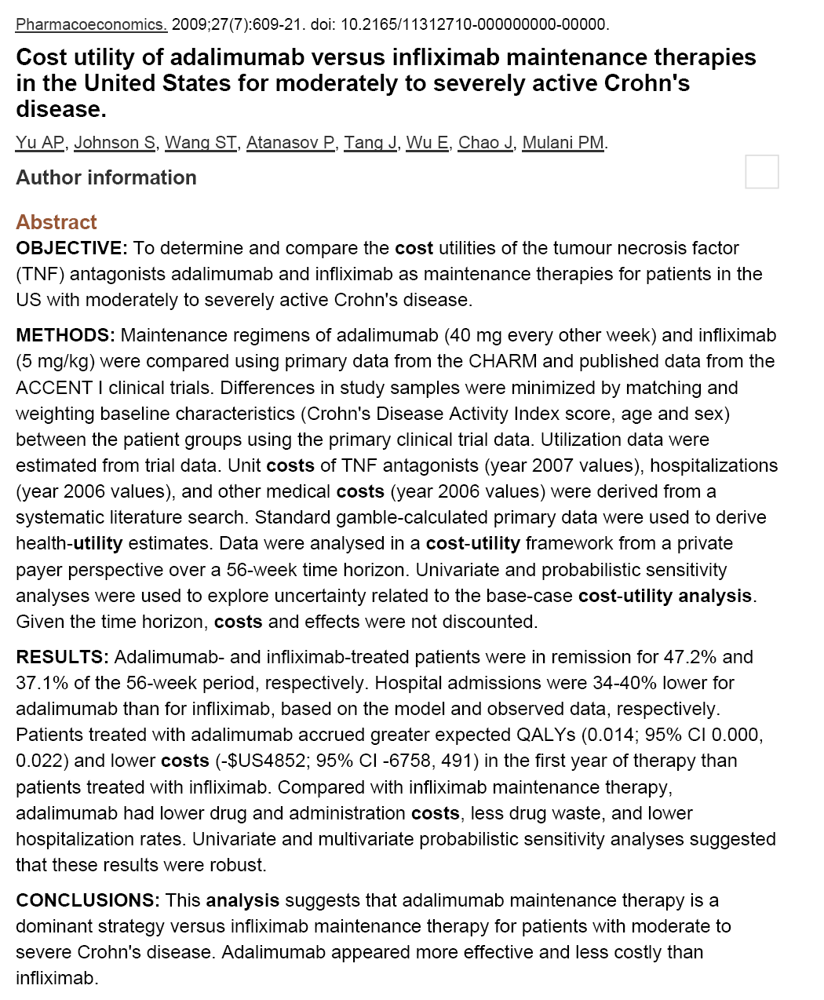 Pharmacoeconomics. 2009;27(7):609-21. doi: 10.2165/11312710-000000000-00000.
Cost utility of adalimumab versus infliximab maintenance therapies
in the United States for moderately to severely active Crohn's
disease.
Yu AP, Johnson S, Wang ST, Atanasov P, Tang J, Wu E, Chao J, Mulani PM.
Author information
Abstract
OBJECTIVE: To determine and compare the cost utilities of the tumour necrosis factor
(TNF) antagonists adalimumab and infliximab as maintenance therapies for patients in the
US with moderately to severely active Crohn's disease.
METHODS: Maintenance regimens of adalimumab (40 mg every other week) and infliximab
(5 mg/kg) were compared using primary data from the CHARM and published data from the
ACCENT I clinical trials. Differences in study samples were minimized by matching and
weighting baseline characteristics (Crohn's Disease Activity Index score, age and sex)
between the patient groups using the primary clinical trial data. Utilization data were
estimated from trial data. Unit costs of TNF antagonists (year 2007 values), hospitalizations
(year 2006 values), and other medical costs (year 2006 values) were derived from a
systematic literature search. Standard gamble-calculated primary data were used to derive
health-utility estimates. Data were analysed in a cost-utility framework from a private
payer perspective over a 56-week time horizon. Univariate and probabilistic sensitivity
analyses were used to explore uncertainty related to the base-case cost-utility analysis.
Given the time horizon, costs and effects were not discounted.
RESULTS: Adalimumab- and infliximab-treated patients were in remission for 47.2% and
37.1% of the 56-week period, respectively. Hospital admissions were 34-40% lower for
adalimumab than for infliximab, based on the model and observed data, respectively.
Patients treated with adalimumab accrued greater expected QALYs (0.014; 95% CI 0.000,
0.022) and lower costs (-$US4852; 95% CI -6758, 491) in the first year of therapy than
patients treated with infliximab. Compared with infliximab maintenance therapy,
adalimumab had lower drug and administration costs, less drug waste, and lower
hospitalization rates. Univariate and multivariate probabilistic sensitivity analyses suggested
that these results were robust.
CONCLUSIONS: This analysis suggests that adalimumab maintenance therapy is a
dominant strategy versus infliximab maintenance therapy for patients with moderate to
severe Crohn's disease. Adalimumab appeared more effective and less costly than
infliximab.